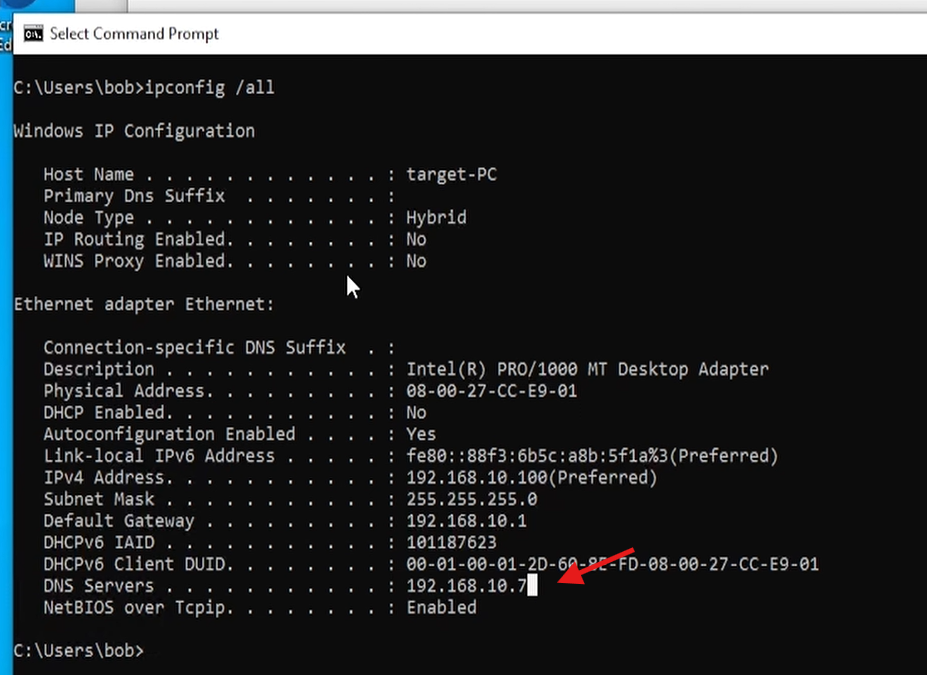 Select Command Prompt
C:\Users\bob>ipconfig /all
Windows IP Configuration
Host Name . . . . . . . . . . . . : target-PC
Primary Dns Suffix  . . . . . . . :
Node Type . . . . . . . . . . . . : Hybrid
IP Routing Enabled. . . . . . . . : No
WINS Proxy Enabled. . . . . . . . : No
Ethernet adapter Ethernet:
Connection-specific DNS Suffix  . :
Description . . . . . . . . . . . : Intel(R) PRO/1000 MT Desktop Adapter
Physical Address. . . . . . . . . : 08-00-27-CC-E9-01
DHCP Enabled. . . . . . . . . . . : No
Autoconfiguration Enabled . . . . : Yes
Link-local IPv6 Address . . . . . : fe80::88f3:6b5c:a8b:5f1a%3(Preferred)
IPv4 Address. . . . . . . . . . . : 192.168.10.100(Preferred)
Subnet Mask . . . . . . . . . . . : 255.255.255.0
Default Gateway . . . . . . . . . : 192.168.10.1
DHCPv6 IAID . . . . . . . . . . . : 101187623
DHCPv6 Client DUID. . . . . . . . : 00-01-00-01-2D-60-8E-FD-08-00-27-CC-E9-01
DNS Servers . . . . . . . . . . . : 192.168.10.7
NetBIOS over Tcpip. . . . . . . . : Enabled
C:\Users\bob>